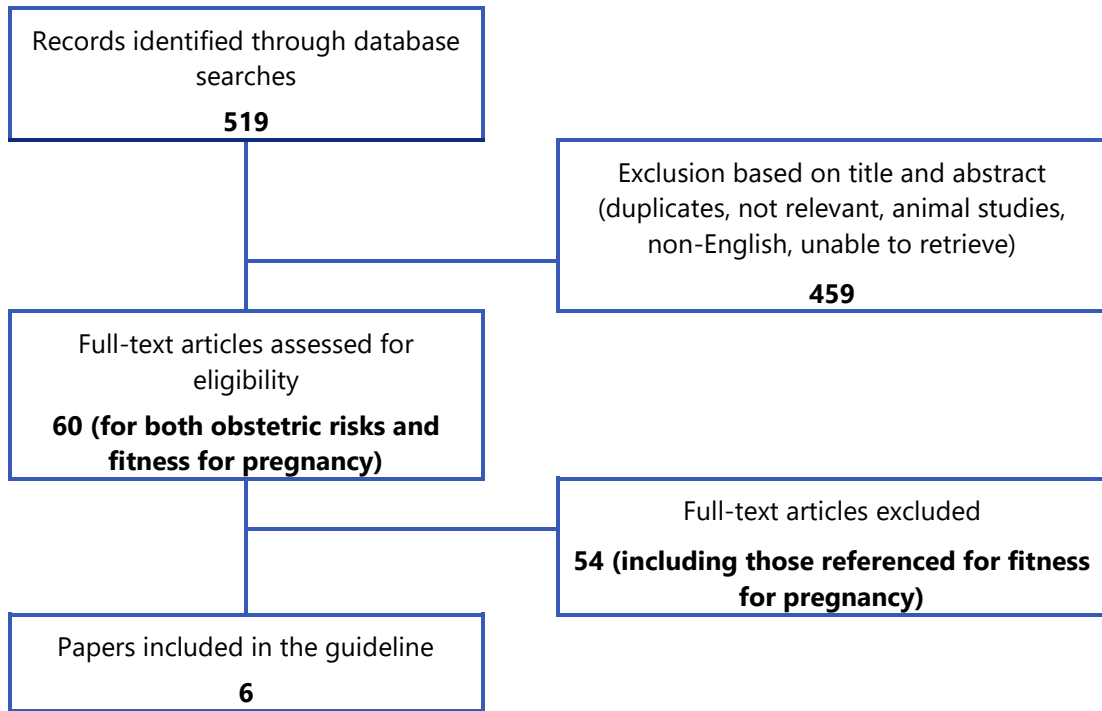 Records identified through database
searches
519
Exclusion based on title and abstract
(duplicates, not relevant, animal studies,
non-English, unable to retrieve)
459
Full-text articles assessed for
eligibility
60 (for both obstetric risks and
fitness for pregnancy)
Full-text articles excluded
54 (including those referenced for fitness
for pregnancy)
Papers included in the guideline
6